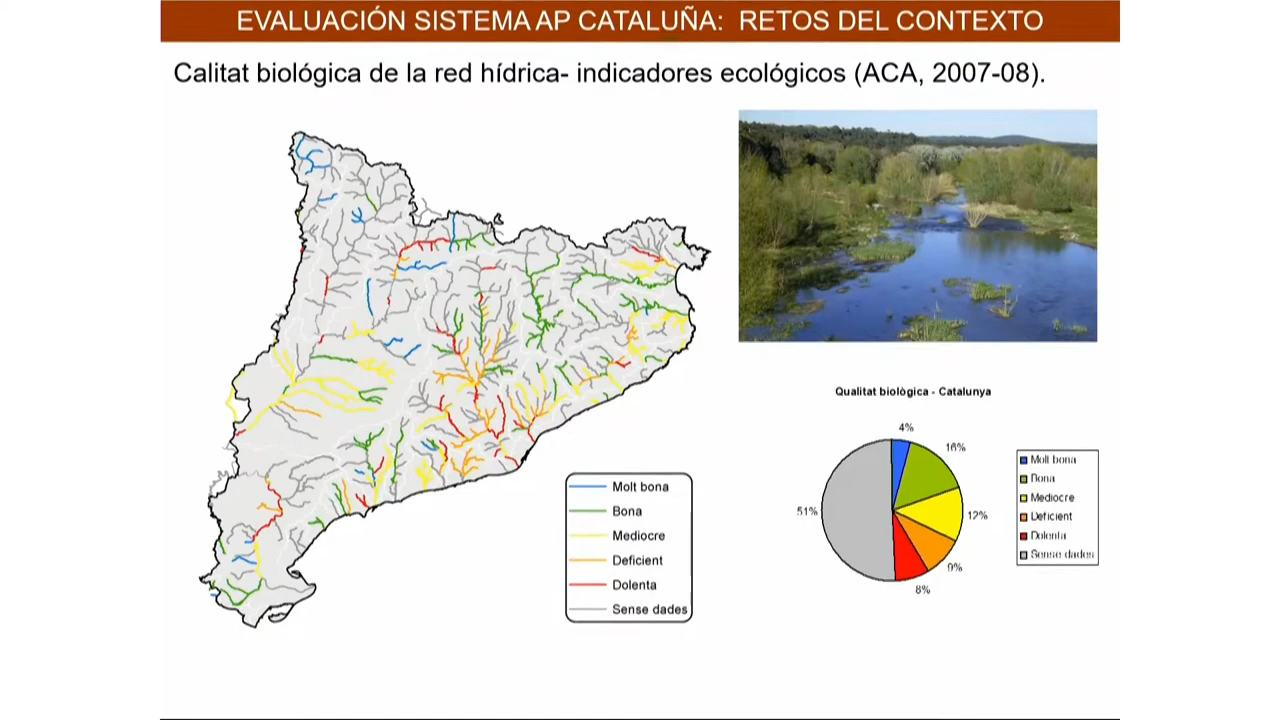 EVALUACIÓN SISTEMA AP CATALUÑA: RETOS DEL CONTEXTO
Calitat biológica de la red hídrica- indicadores ecológicos (ACA, 2007-08).
Molt bona
Bona
Mediocre
Deficient
Dolenta
Sense dades
Qualitat biològica - Catalunya
4%
16%
12%
9%
8%
51%
Molt bona
Bona
Mediocre
Deficient
Dolenta
Sense dades